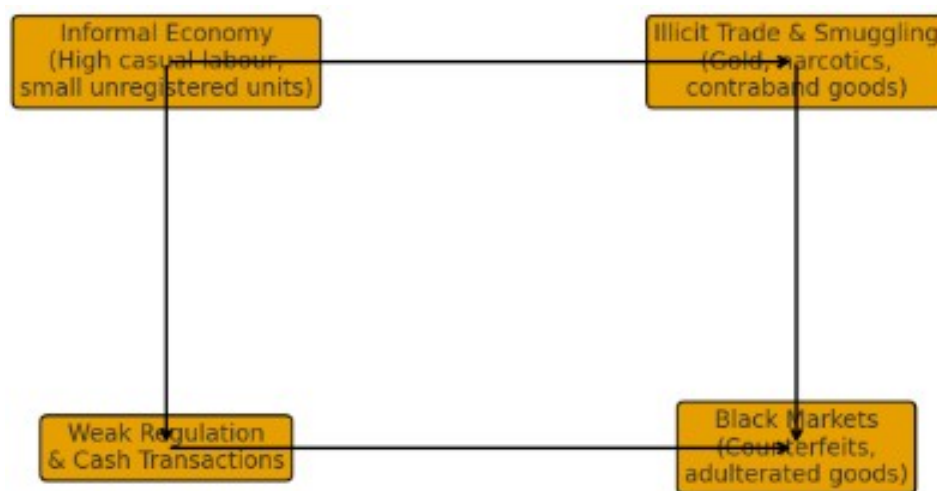 Informal Economy
(High casual labour,
small unregistered units)
Illicit Trade & Smuggling
(Gold, narcotics,
contraband goods)
Weak Regulation
& Cash Transactions
Black Markets
(Counterfeits,
adulterated goods)